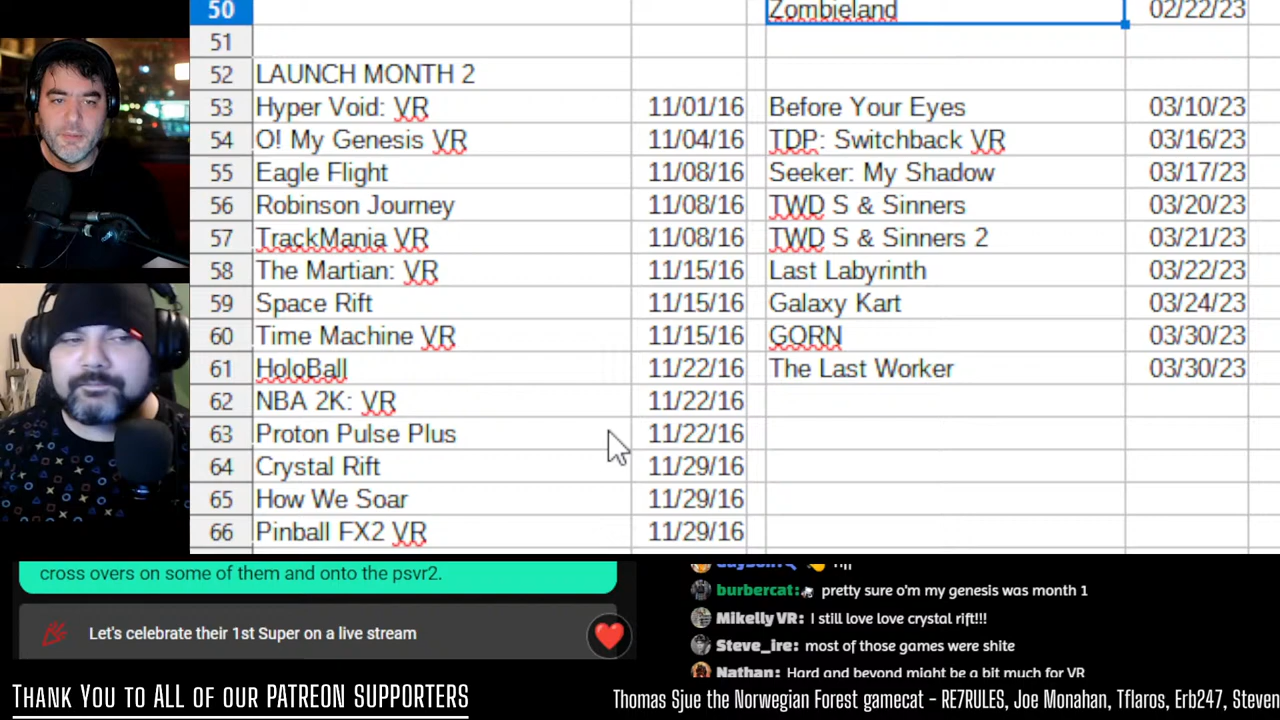 50 Zombieland 02/22/23
51
52 LAUNCH MONTH 2
53 Hyper Void: VR 11/01/16 Before Your Eyes 03/10/23
54 O! My Genesis VR 11/04/16 TDP: Switchback VR 03/16/23
55 Eagle Flight 11/08/16 Seeker: My Shadow 03/17/23
56 Robinson Journey 11/08/16 TWD S & Sinners 03/20/23
57 TrackMania VR 11/08/16 TWD S & Sinners 2 03/21/23
58 The Martian: VR 11/15/16 Last Labyrinth 03/22/23
59 Space Rift 11/15/16 Galaxy Kart 03/24/23
60 Time Machine VR 11/15/16 GORN 03/30/23
61 HoloBall 11/22/16 The Last Worker 03/30/23
62 NBA 2K: VR 11/22/16
63 Proton Pulse Plus 11/22/16
64 Crystal Rift 11/29/16
65 How We Soar 11/29/16
66 Pinball FX2 VR 11/29/16
cross overs on some of them and onto the psvr2.
Let's celebrate their 1st Super on a live stream
burbercat: pretty sure o'm my genesis was month 1
Mikelly VR: I still love love crystal rift!!!
Steve_ire: most of those games were shite
Nathan: Hard and beyond might be a bit much for VR
THANK YOU TO ALL OF OUR PATREON SUPPORTERS
Thomas Sjue the Norwegian Forest gamecat - RE7RULES, Joe Monahan, Tflaros, Erb247, Steven